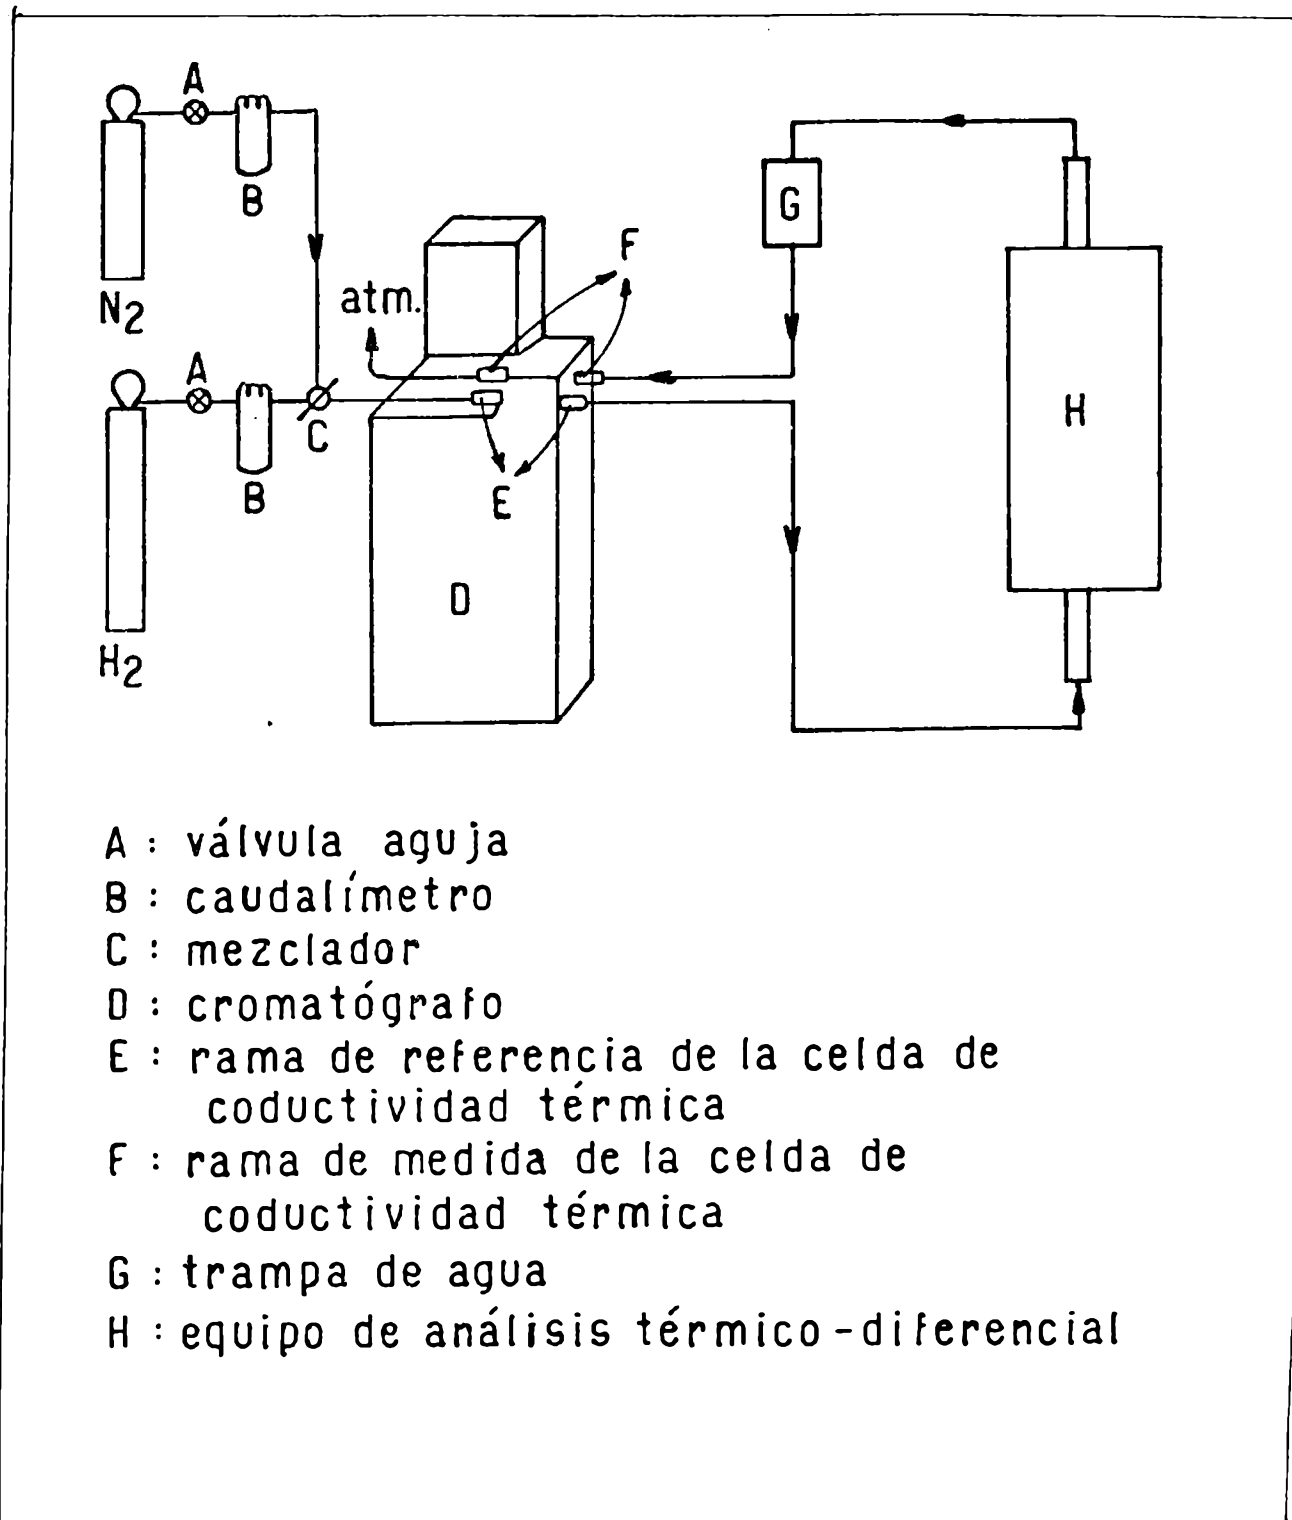 A
B
N2
F
G
atm.
A
C
B
H
E
D
H2
A : válvula aguja
B : caudalímetro
C : mezclador
D : cromatógrafo
E : rama de referencia de la celda de
coductividad térmica
F : rama de medida de la celda de
coductividad térmica
G : trampa de agua
H : equipo de análisis térmico-diferencial